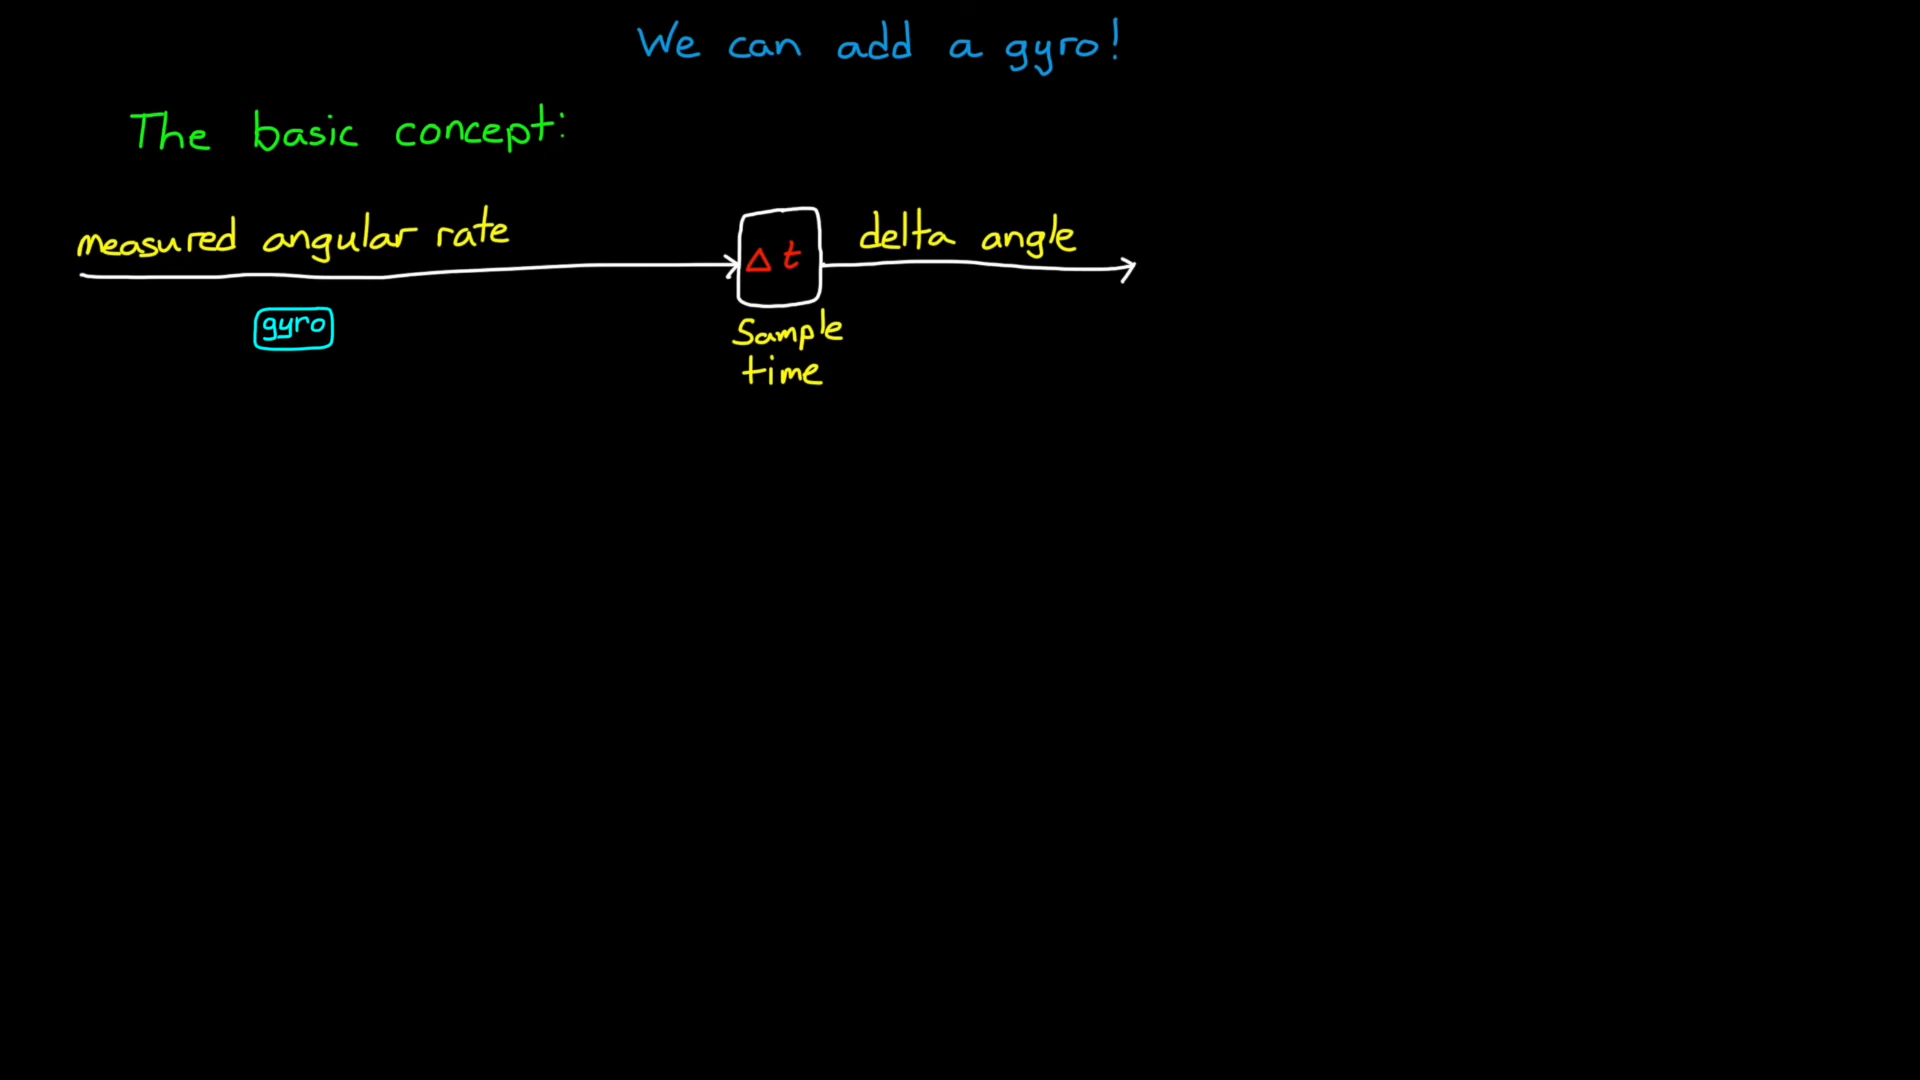 We can add a gyro!
The basic concept:
measured angular rate
Δt
delta angle
gyro
Sample
time